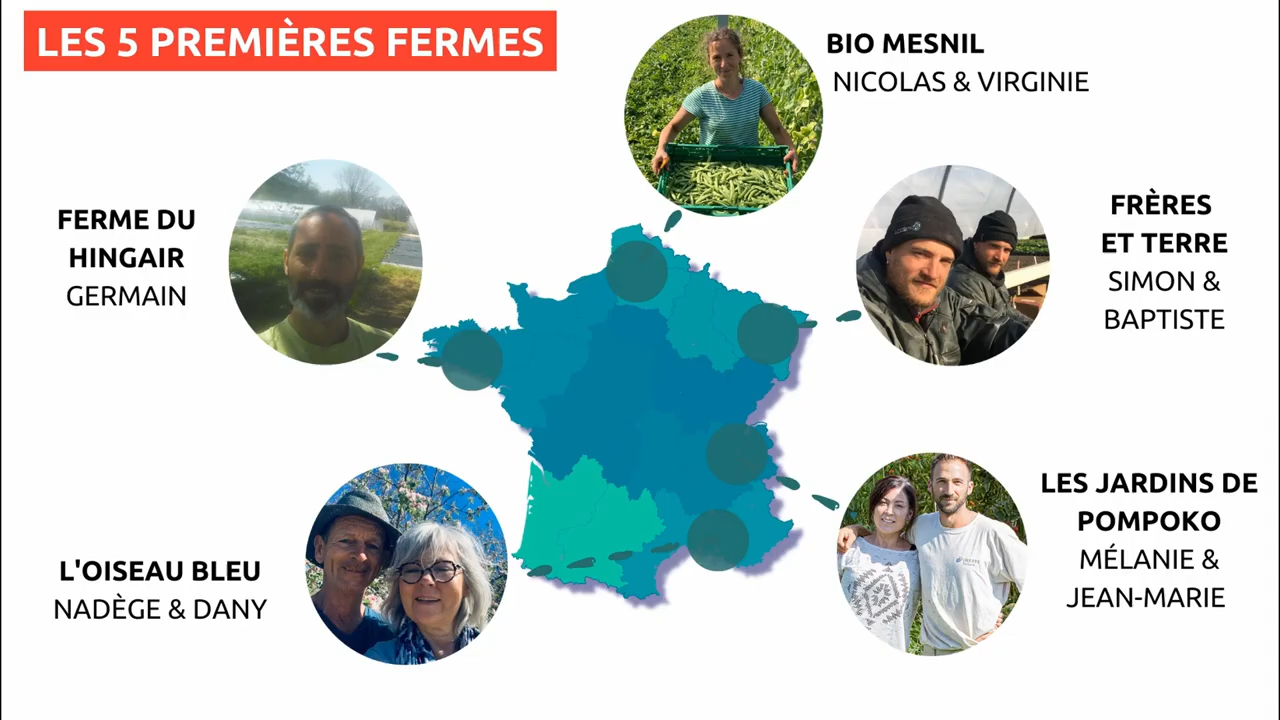 LES 5 PREMIÈRES FERMES
BIO MESNIL
NICOLAS & VIRGINIE
FERME DU
HINGAIR
GERMAIN
FRÈRES
ET TERRE
SIMON &
BAPTISTE
L'OISEAU BLEU
NADÈGE & DANY
LES JARDINS DE
POMPOKO
MÉLANIE &
JEAN-MARIE